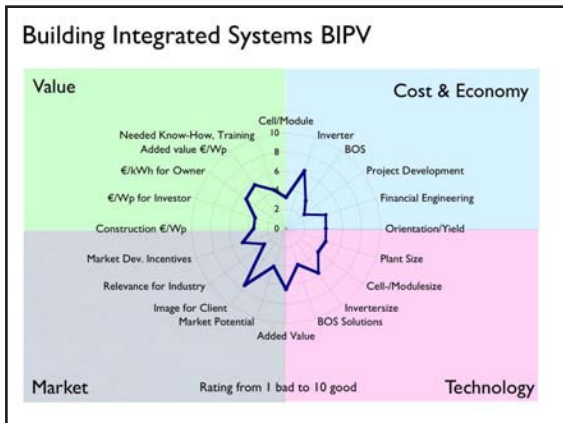 Building Integrated Systems BIPV
Value
Cost & Economy
Cell/Module
10
Needed Know-How, Training
Inverter
Added value €/Wp
8
BOS
€/kWh for Owner
6
Project Development
4
€/Wp for Investor
Financial Engineering
2
Construction €/Wp
0
Orientation/Yield
Market Dev. Incentives
Plant Size
Relevance for Industry
Cell-/Modulesize
Image for Client
Invertersize
Market Potential
BOS Solutions
Added Value
Market
Rating from 1 bad to 10 good
Technology